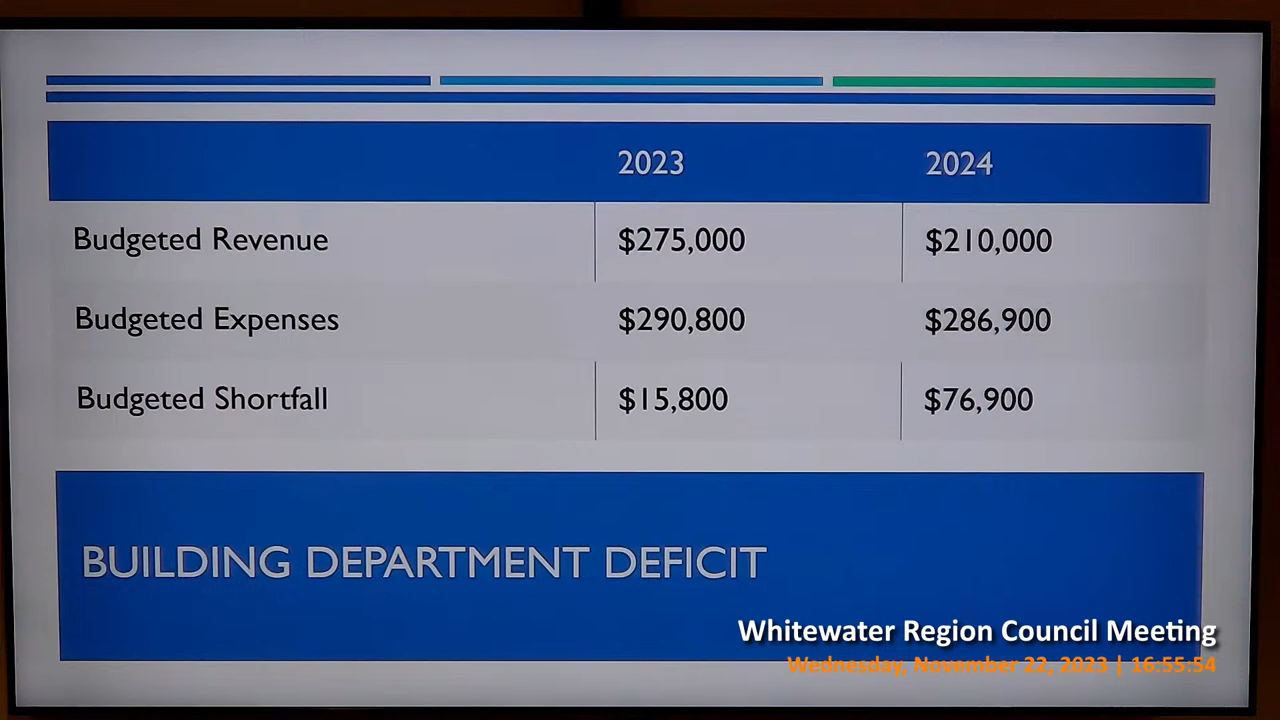 2023 2024
Budgeted Revenue $275,000 $210,000
Budgeted Expenses $290,800 $286,900
Budgeted Shortfall $15,800 $76,900
BUILDING DEPARTMENT DEFICIT
Whitewater Region Council Meeting
Wednesday, November 22, 2023 | 16:55:54